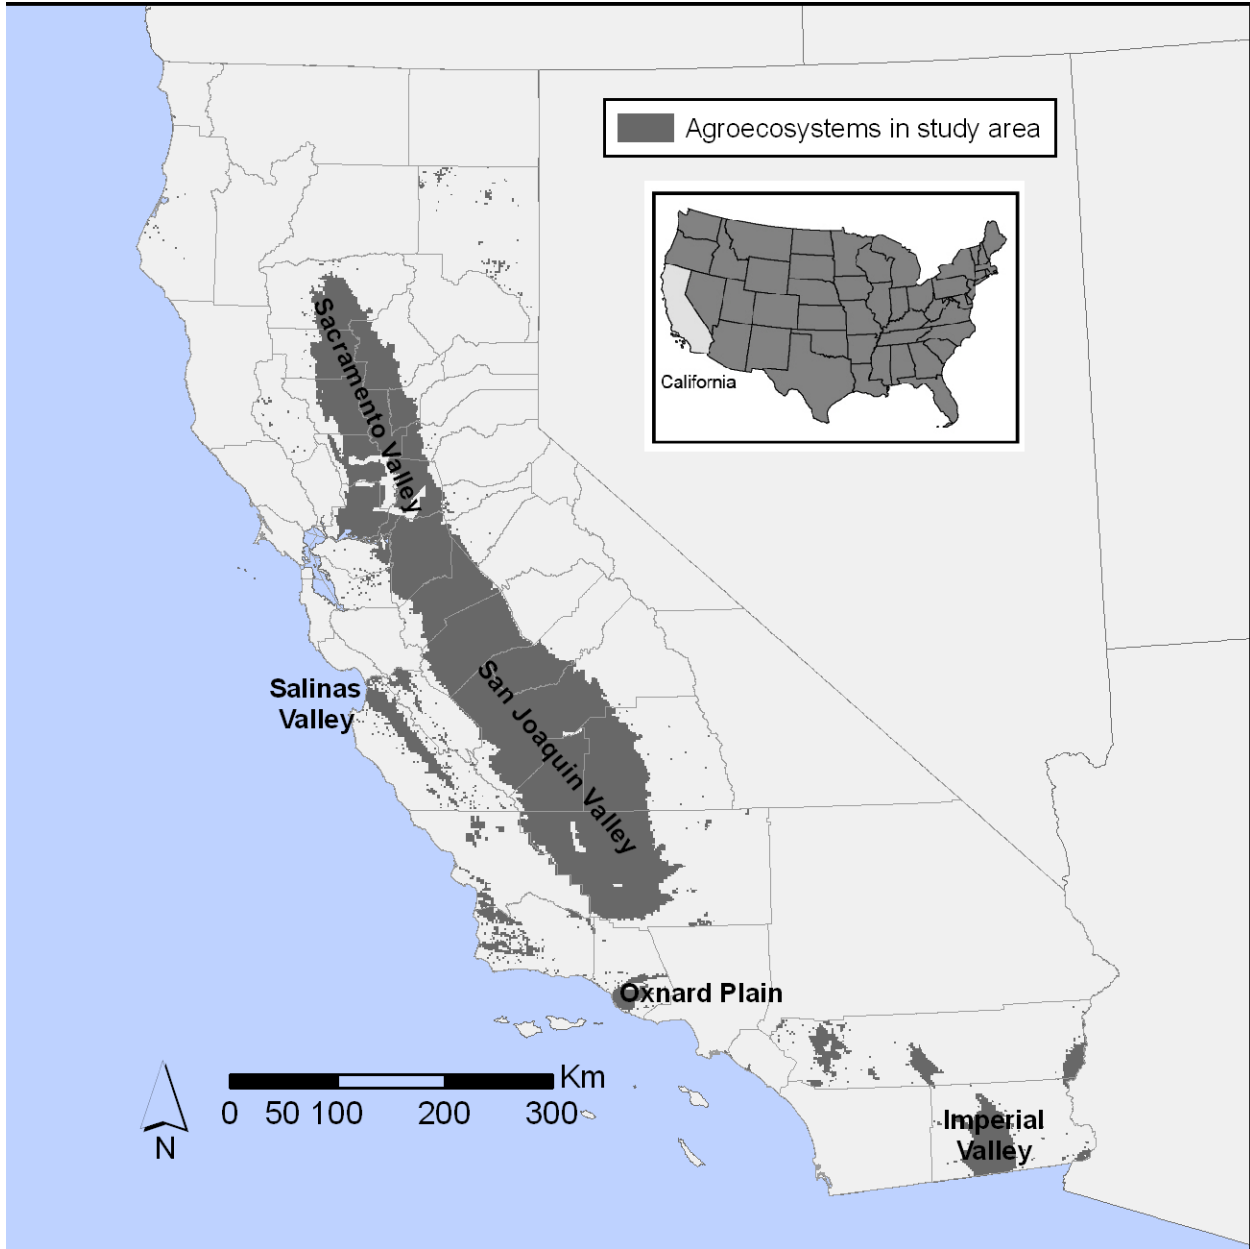 Agroecosystems in study area
California
Sacramento Valley
San Joaquin Valley
Salinas
Valley
Oxnard Plain
Imperial
Valley
Km
0 50 100 200 300
N